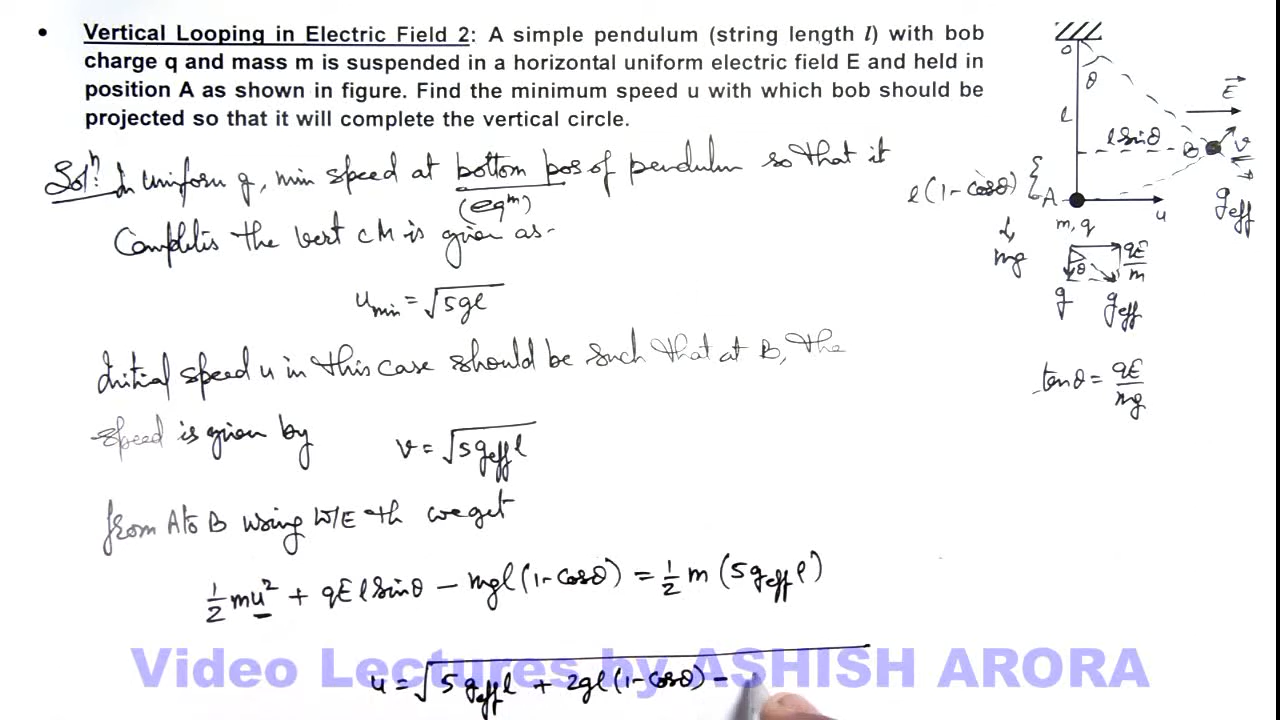 • Vertical Looping in Electric Field 2: A simple pendulum (string length l) with bob
charge q and mass m is suspended in a horizontal uniform electric field E and held in
position A as shown in figure. Find the minimum speed u with which bob should be
projected so that it will complete the vertical circle.
Solⁿ: In uniform g, min speed at bottom pos of pendulum so that it
(eqᵐ)
Completes the vert CM is given as-
u_min = √5gl
Initial speed u in this case should be such that at B, the
speed is given by v = √5g_eff l
from A to B using W/E th we get
½mu² + qElsinθ - mgl(1-cosθ) = ½m(5g_eff l)
u = √5g_eff l + 2gl(1-cosθ) -
O
θ
E→
l
lsinθ
B
v
l(1-cosθ)
A
u
g_eff
m, q
↓
mg
θ
qE/m
g
g_eff
tanθ = qE/mg
Video Lectures by ASHISH ARORA